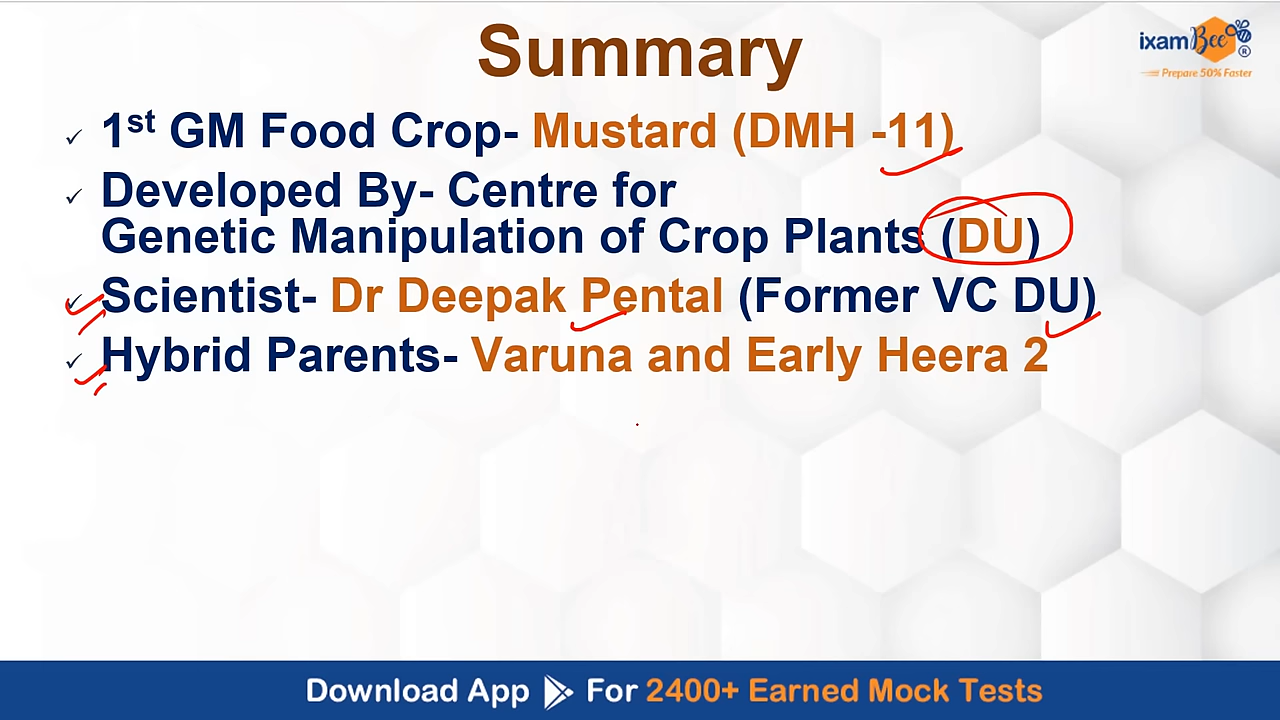 Summary
ixamBee®
Prepare 50% Faster
✓ 1st GM Food Crop- Mustard (DMH -11)
✓ Developed By- Centre for
Genetic Manipulation of Crop Plants (DU)
✓ Scientist- Dr Deepak Pental (Former VC DU)
✓ Hybrid Parents- Varuna and Early Heera 2
Download App For 2400+ Earned Mock Tests